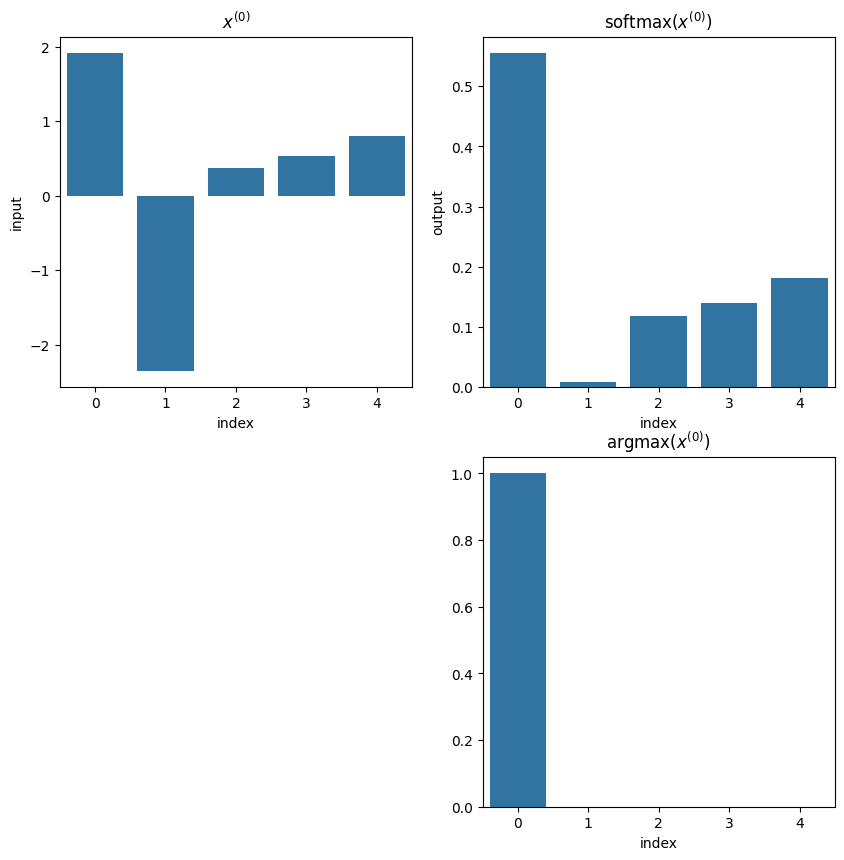 x^(0)
2
1
0
−1
−2
input
0 1 2 3 4
index
softmax(x^(0))
0.5
0.4
0.3
0.2
0.1
0.0
output
0 1 2 3 4
index
argmax(x^(0))
1.0
0.8
0.6
0.4
0.2
0.0
0 1 2 3 4
index